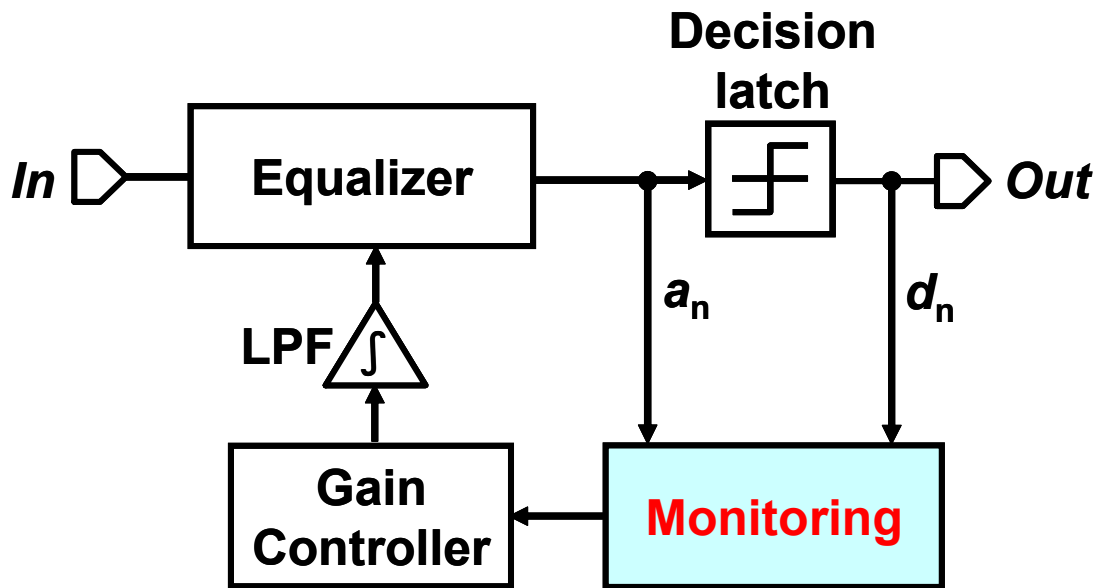 Decision
latch
In
Equalizer
Out
aₙ
dₙ
LPF
∫
Gain
Controller
Monitoring